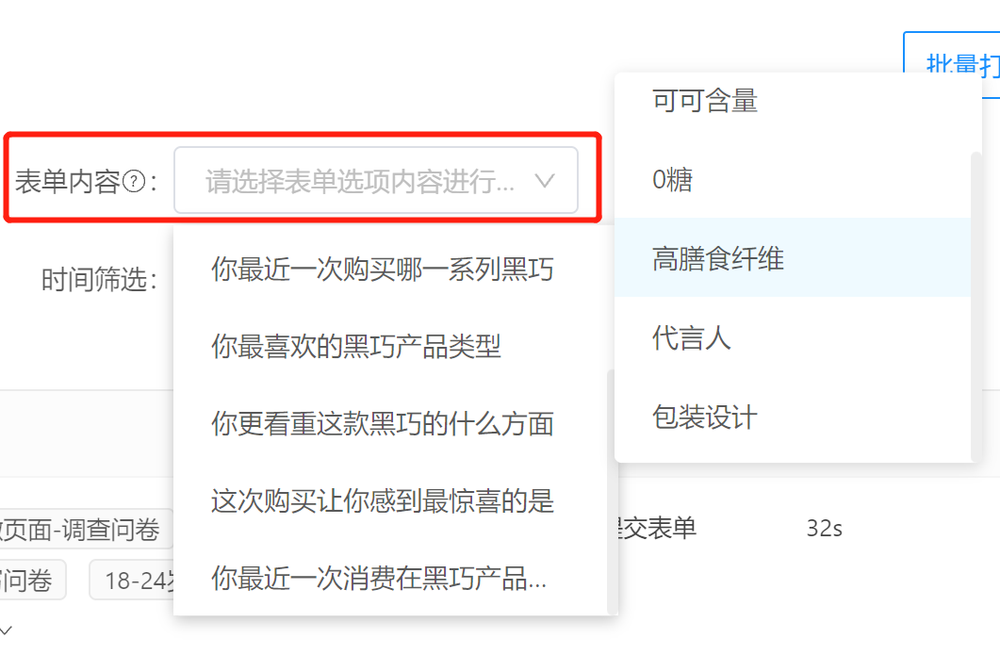 批量打
可可含量
表单内容?：
请选择表单选项内容进行...
0糖
高膳食纤维
时间筛选：
你最近一次购买哪一系列黑巧
你最喜欢的黑巧产品类型
代言人
你更看重这款黑巧的什么方面
包装设计
这次购买让你感到最惊喜的是
页面-调查问卷
交表单
32s
问卷
18-24
你最近一次消费在黑巧产品...